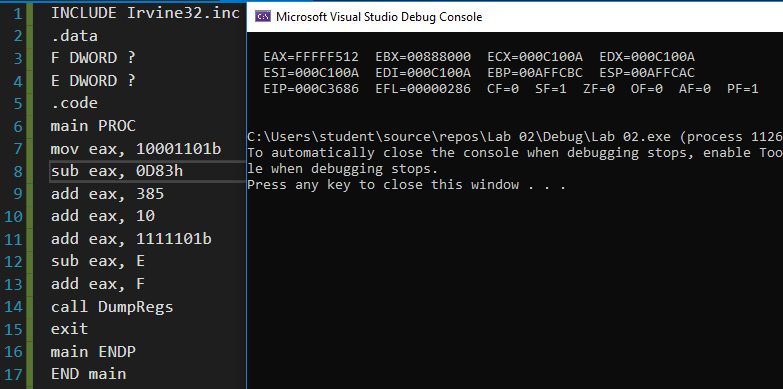 1 INCLUDE Irvine32.inc
2 .data
3 F DWORD ?
4 E DWORD ?
5 .code
6 main PROC
7 mov eax, 10001101b
8 sub eax, 0D83h
9 add eax, 385
10 add eax, 10
11 add eax, 1111101b
12 sub eax, E
13 add eax, F
14 call DumpRegs
15 exit
16 main ENDP
17 END main
C:\ Microsoft Visual Studio Debug Console
EAX=FFFFF512 EBX=00888000 ECX=000C100A EDX=000C100A
ESI=000C100A EDI=000C100A EBP=00AFFCBC ESP=00AFFCAC
EIP=000C3686 EFL=00000286 CF=0 SF=1 ZF=0 OF=0 AF=0 PF=1
C:\Users\student\source\repos\Lab 02\Debug\Lab 02.exe (process 1126
To automatically close the console when debugging stops, enable Too
le when debugging stops.
Press any key to close this window . . .